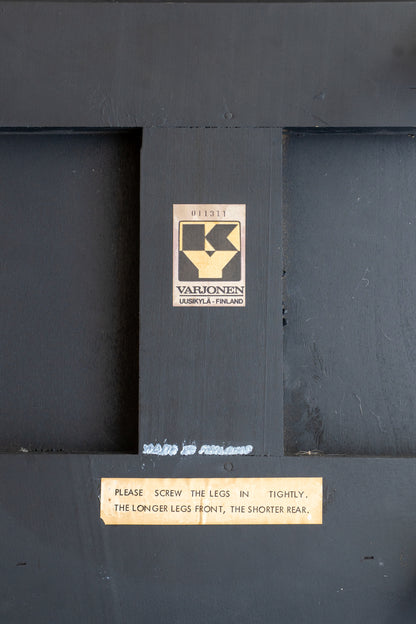 011311
KY
VARJONEN
UUSIKYLÄ - FINLAND
MADE IN FINLAND
PLEASE SCREW THE LEGS IN TIGHTLY.
THE LONGER LEGS FRONT, THE SHORTER REAR.